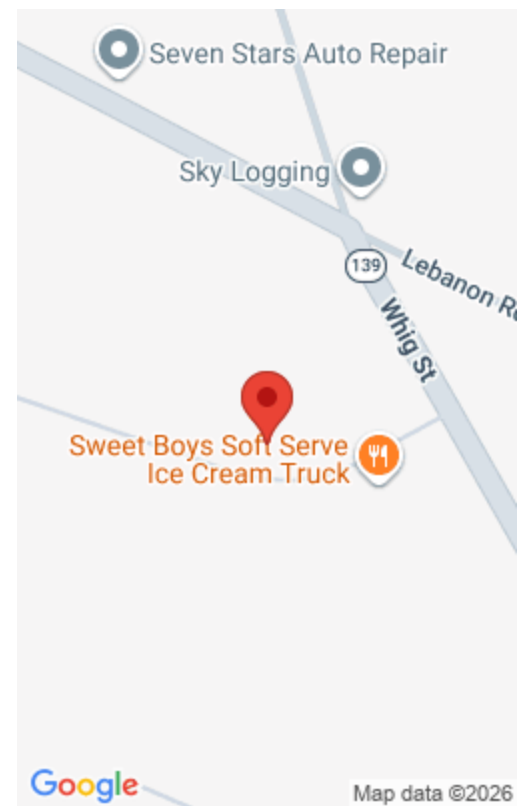 Seven Stars Auto Repair
Sky Logging
139
Lebanon
Whig St
Sweet Boys Soft Serve
Ice Cream Truck
Google
Map data ©2026